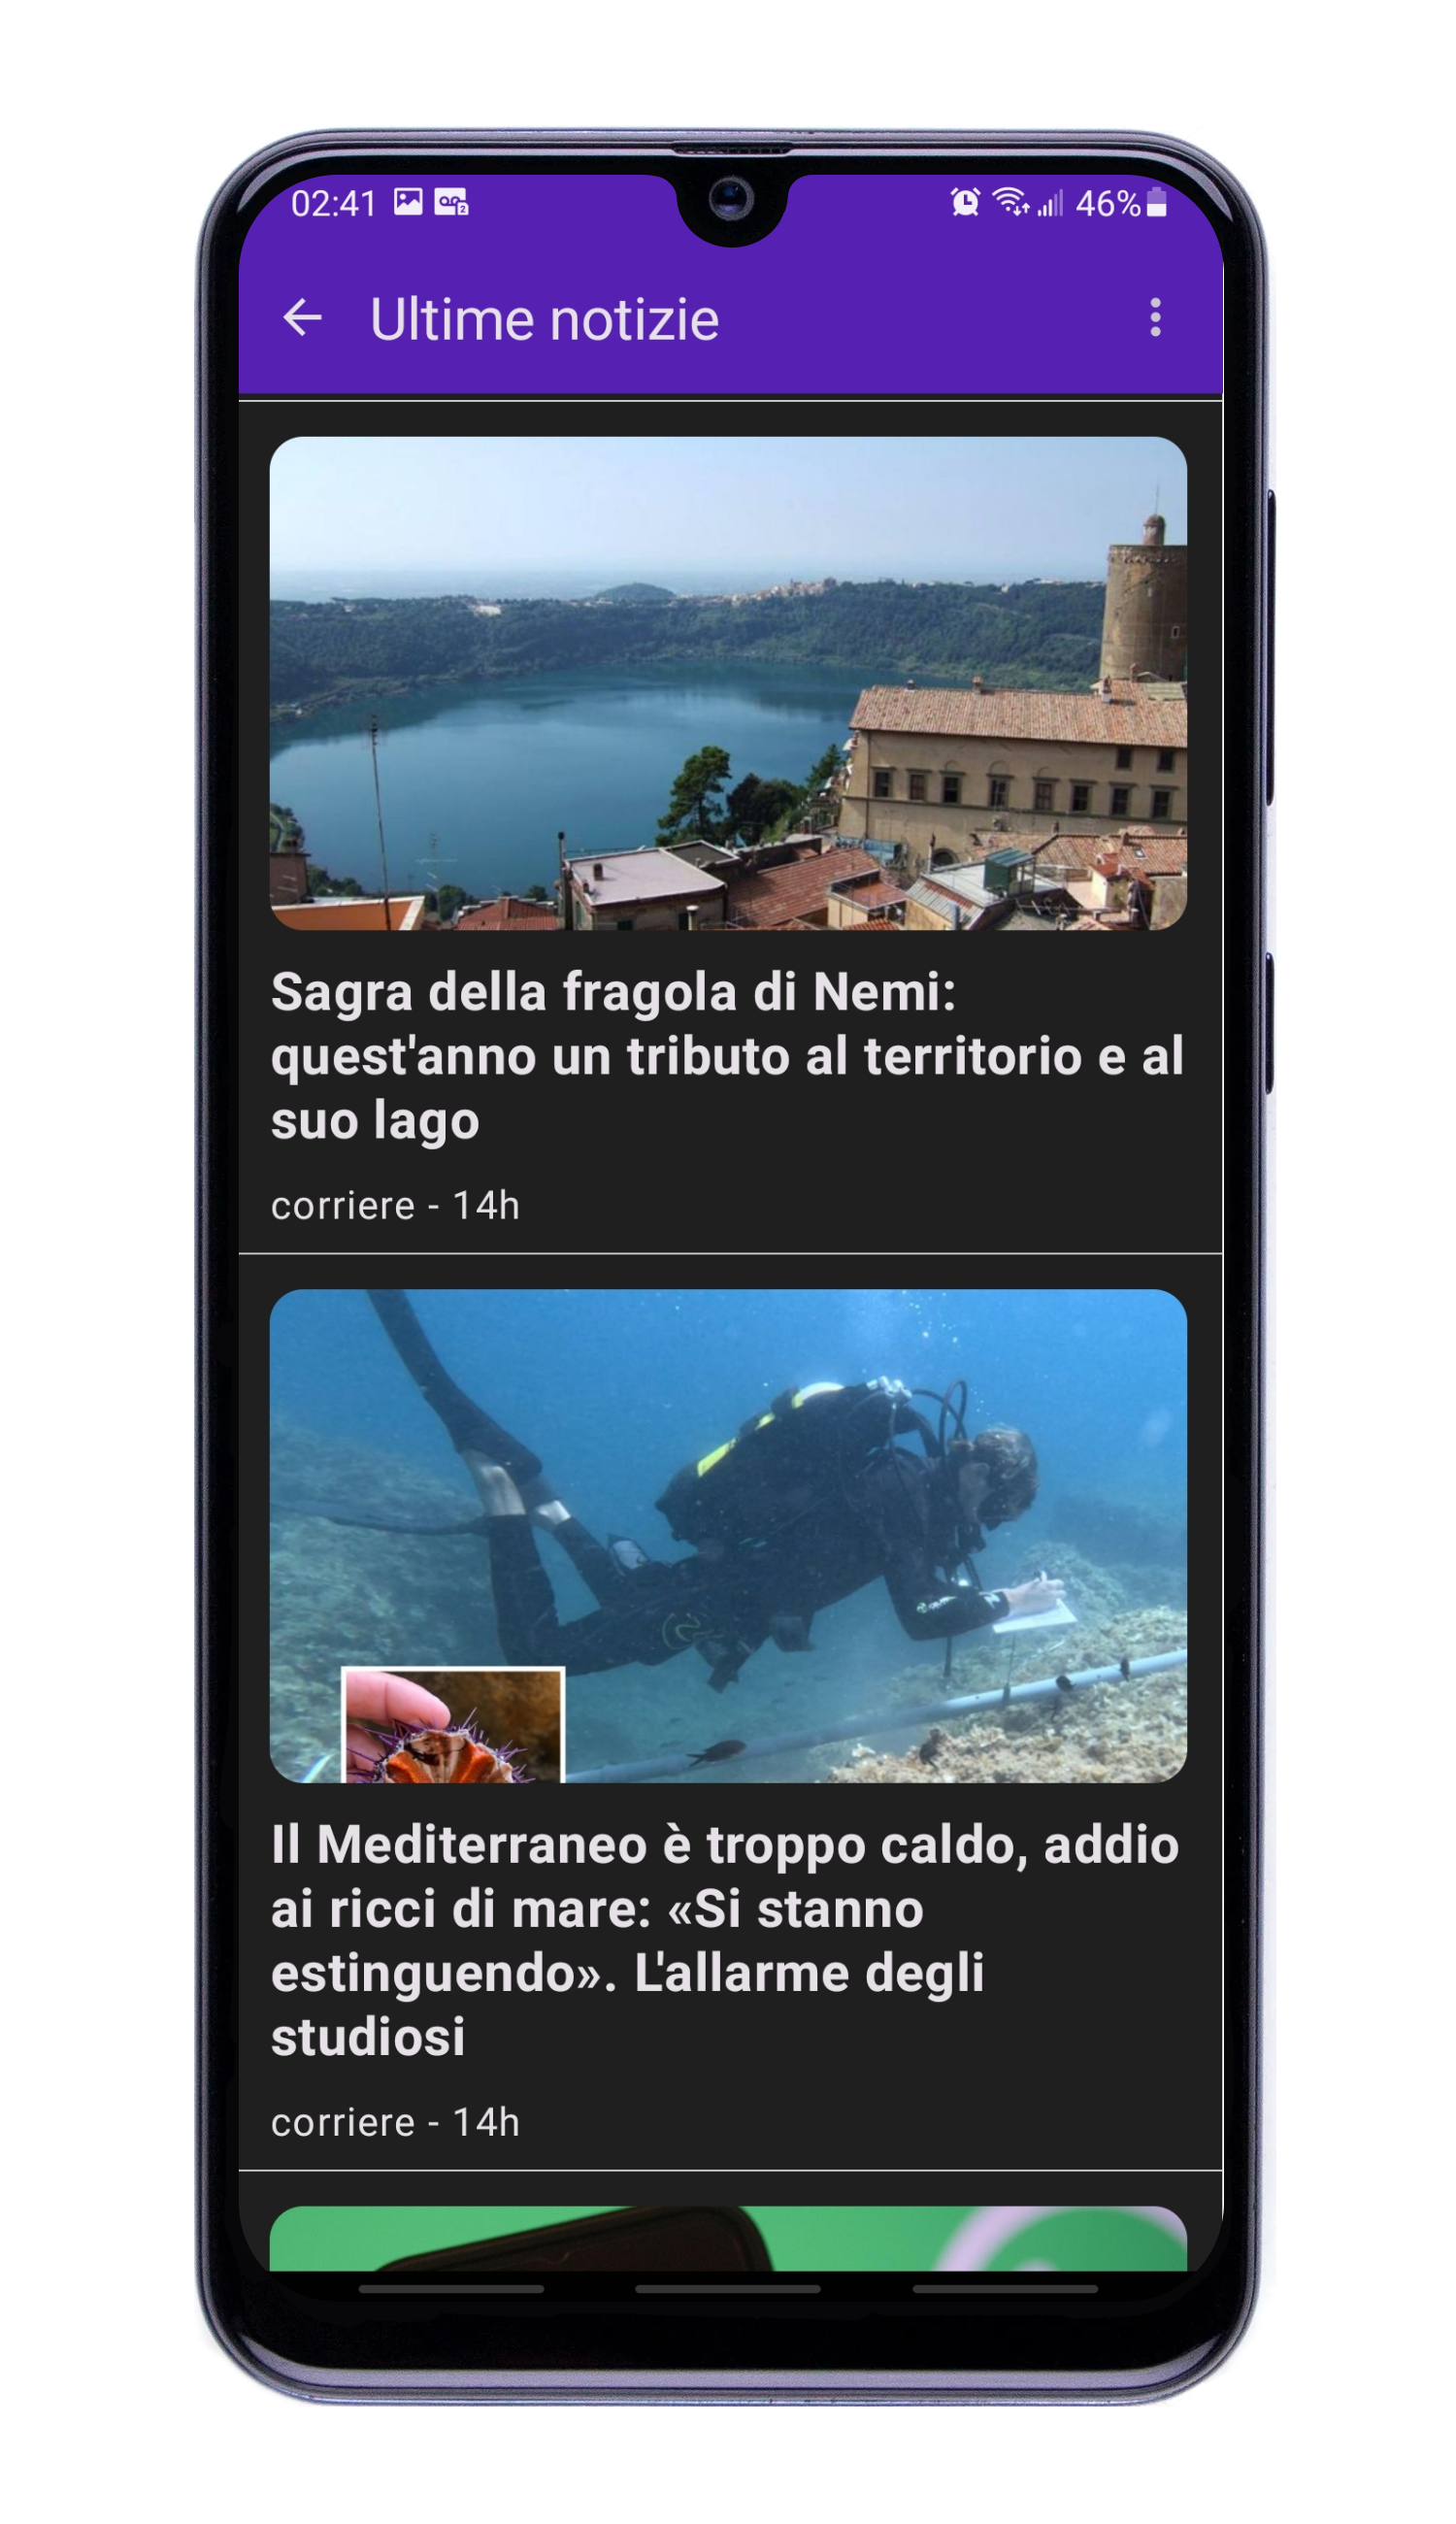 02:41
46%
Ultime notizie
Sagra della fragola di Nemi:
quest'anno un tributo al territorio e al
suo lago
corriere - 14h
Il Mediterraneo è troppo caldo, addio
ai ricci di mare: «Si stanno
estinguendo». L'allarme degli
studiosi
corriere - 14h